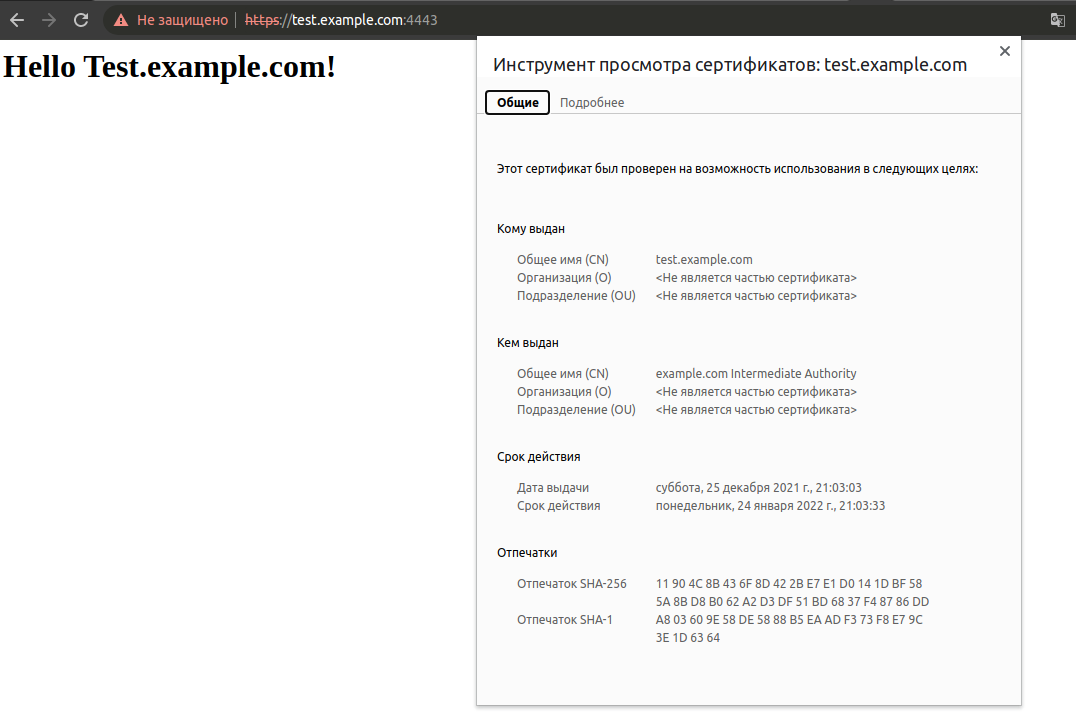 Не защищено https://test.example.com:4443
Hello Test.example.com!
Инструмент просмотра сертификатов: test.example.com
Общие Подробнее
Этот сертификат был проверен на возможность использования в следующих целях:
Кому выдан
Общее имя (CN) test.example.com
Организация (O) <Не является частью сертификата>
Подразделение (OU) <Не является частью сертификата>
Кем выдан
Общее имя (CN) example.com Intermediate Authority
Организация (O) <Не является частью сертификата>
Подразделение (OU) <Не является частью сертификата>
Срок действия
Дата выдачи суббота, 25 декабря 2021 г., 21:03:03
Срок действия понедельник, 24 января 2022 г., 21:03:33
Отпечатки
Отпечаток SHA-256 11 90 4C 8B 43 6F 8D 42 2B E7 E1 D0 14 1D BF 58
5A 8B D8 B0 62 A2 D3 DF 51 BD 68 37 F4 87 86 DD
Отпечаток SHA-1 A8 03 60 9E 58 DE 58 88 B5 EA AD F3 73 F8 E7 9C
3E 1D 63 64